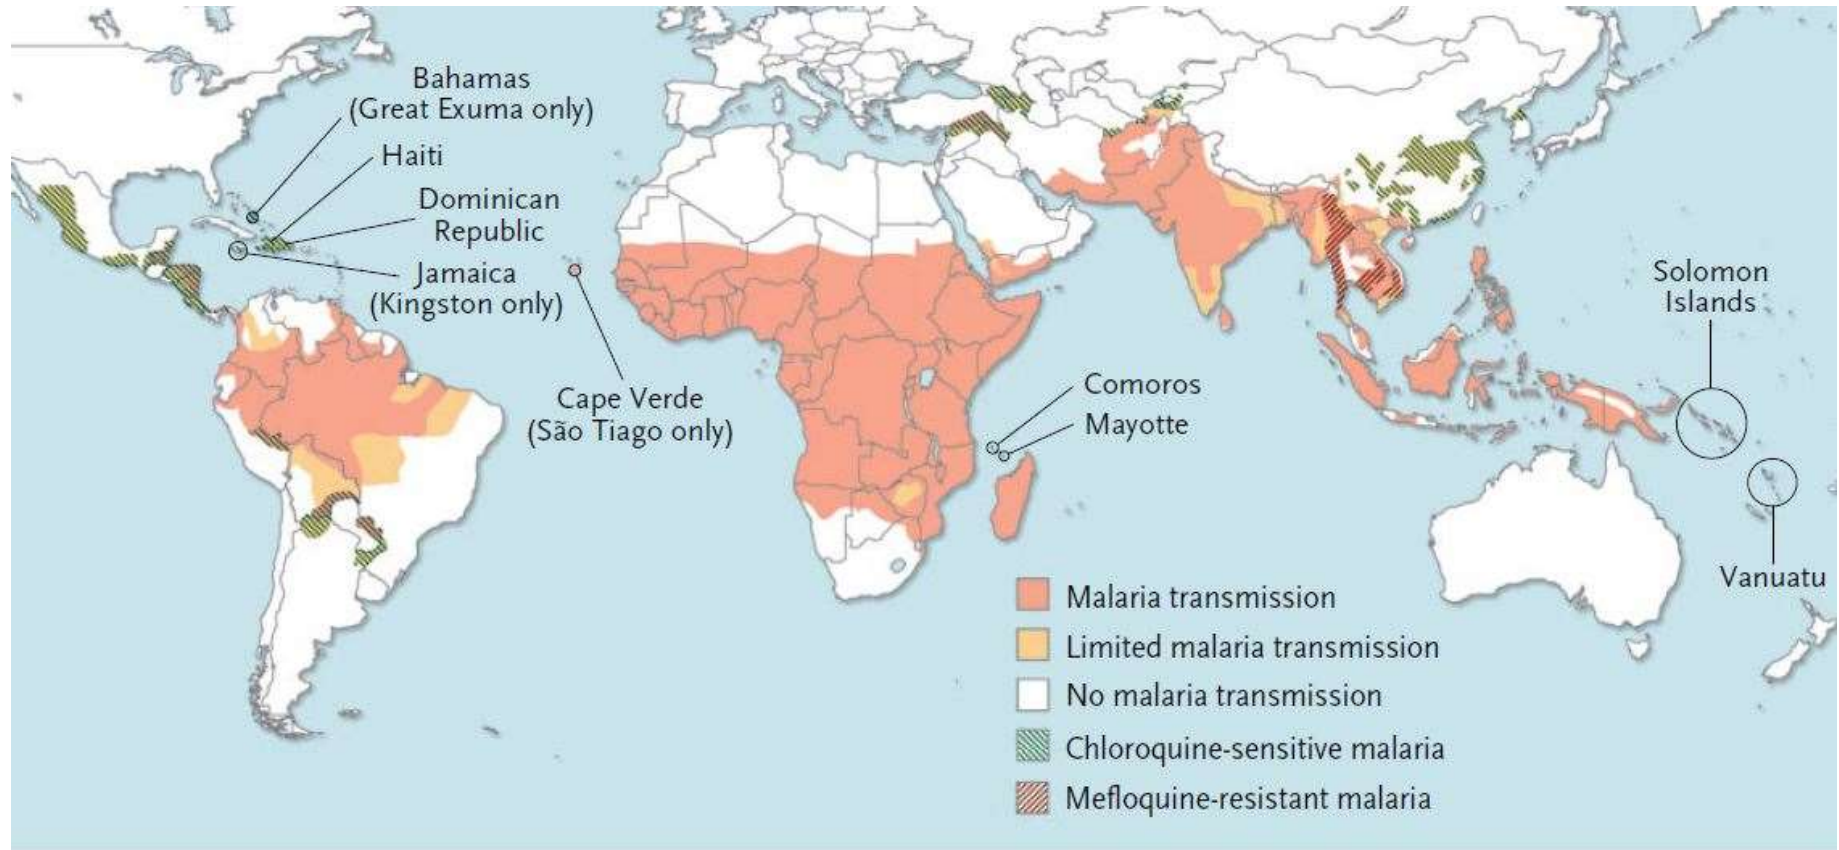 Bahamas
(Great Exuma only)
Haiti
Dominican
Republic
Jamaica
(Kingston only)
Cape Verde
(São Tiago only)
Comoros
Mayotte
Solomon
Islands
Vanuatu
Malaria transmission
Limited malaria transmission
No malaria transmission
Chloroquine-sensitive malaria
Mefloquine-resistant malaria